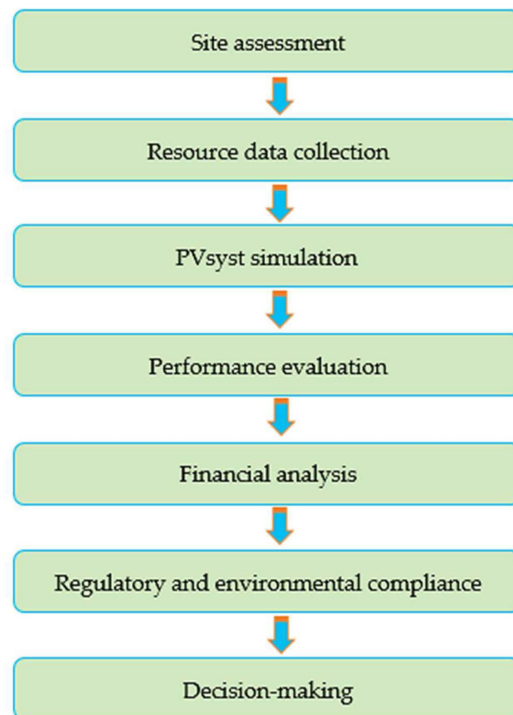 Site assessment
Resource data collection
PVsyst simulation
Performance evaluation
Financial analysis
Regulatory and environmental compliance
Decision-making